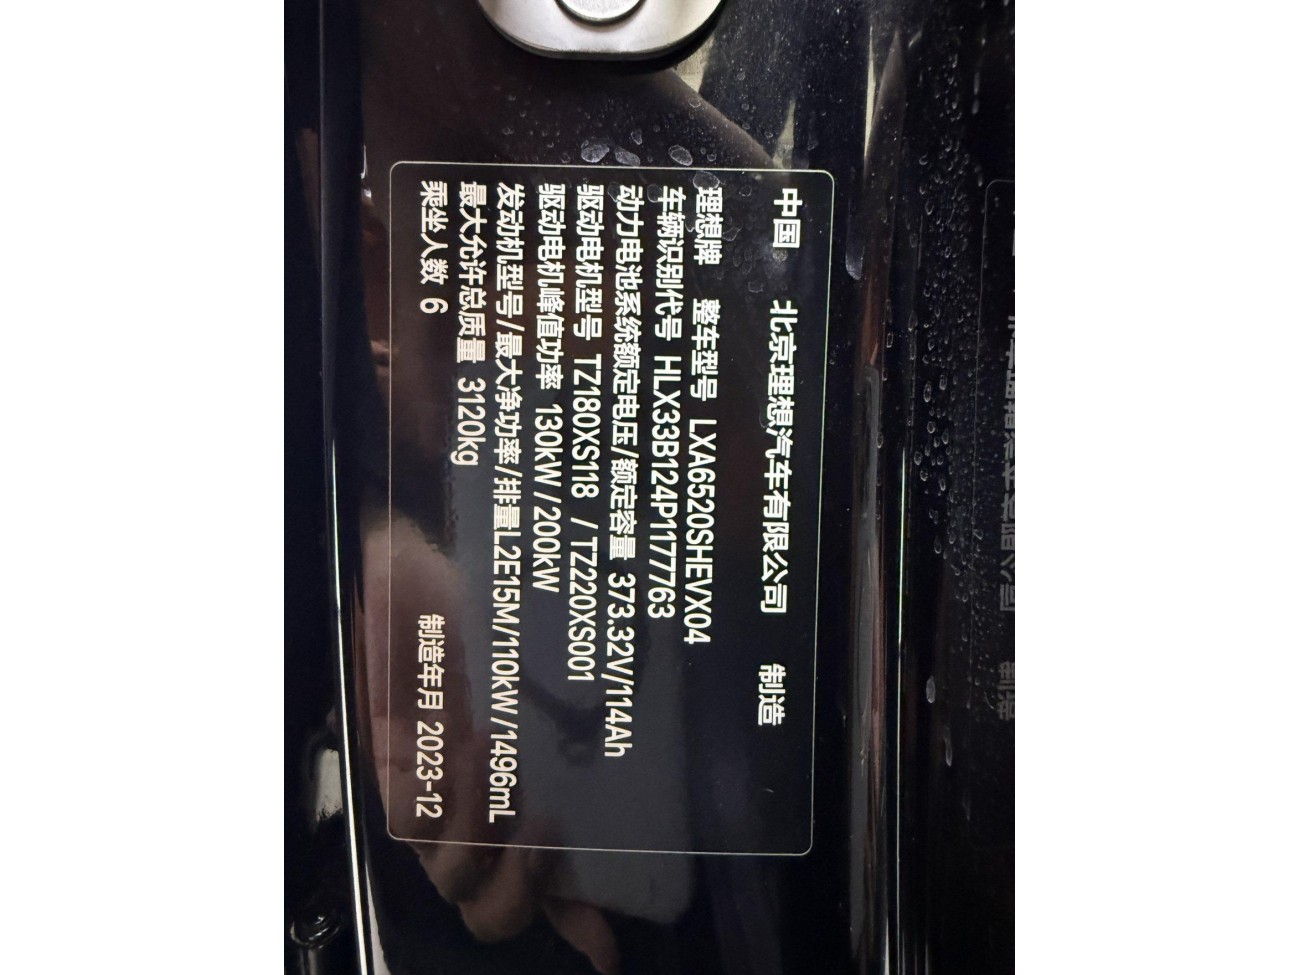 中国 北京理想汽车有限公司 制造
理想牌 整车型号 LXA6520SHEVX04
车辆识别代号 HLX33B124P1177763
动力电池系统额定电压/额定容量 373.32V/114Ah
驱动电机型号 TZ180XS118 / TZ220XS001
驱动电机峰值功率 130kW/200kW
发动机型号/最大净功率/排量L2E15M/110kW/1496mL
最大允许总质量 3120kg
乘坐人数 6 制造年月 2023-12